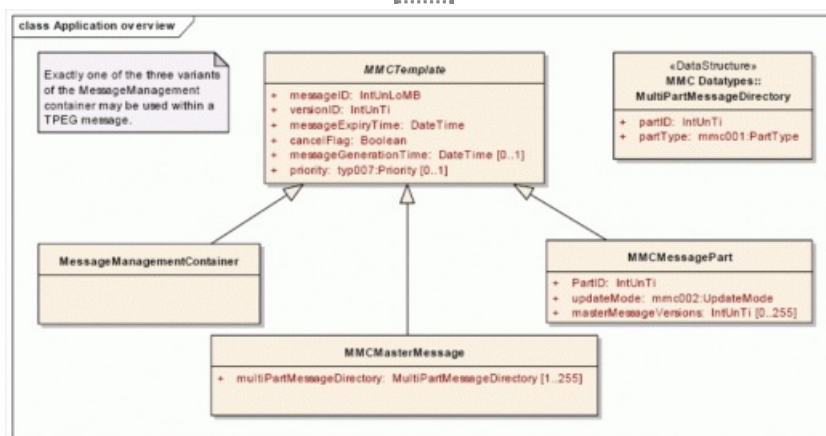 class Application overview
Exactly one of the three variants
of the MessageManagement
container may be used within a
TPEG message.
MMCTemplate
+ messageID: IntUnLoMB
+ versionID: IntUnTi
+ messageExpiryTime: DateTime
+ cancelFlag: Boolean
+ messageGenerationTime: DateTime [0..1]
+ priority: typ007:Priority [0..1]
«DataStructure»
MMC Datatypes::
MultiPartMessageDirectory
+ partID: IntUnTi
+ partType: mmc001:PartType
MessageManagementContainer
MMCMessagePart
+ PartID: IntUnTi
+ updateMode: mmc002:UpdateMode
+ masterMessageVersions: IntUnTi [0..255]
MMCMasterMessage
+ multiPartMessageDirectory: MultiPartMessageDirectory [1..255]